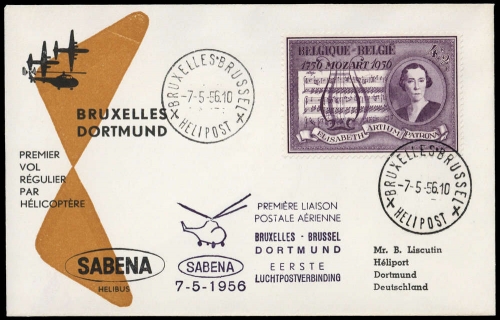 BRUXELLES
DORTMUND
PREMIER
VOL
RÉGULIER
PAR
HÉLICOPTÈRE
SABENA
HELIBUS
BRUXELLES-BRUSSEL
-7-5-56.10
HELIPOST
BELGIQUE-BELGIË
1756 MOZART 1956
4+2
ELISABETH ARTIUM PATRONA
BRUXELLES-BRUSSEL
-7-5-56.10
HELIPOST
PREMIÈRE LIAISON
POSTALE AÉRIENNE
BRUXELLES - BRUSSEL
DORTMUND
EERSTE
LUCHTPOSTVERBINDING
SABENA
7-5-1956
Mr. B. Liscutin
Héliport
Dortmund
Deutschland